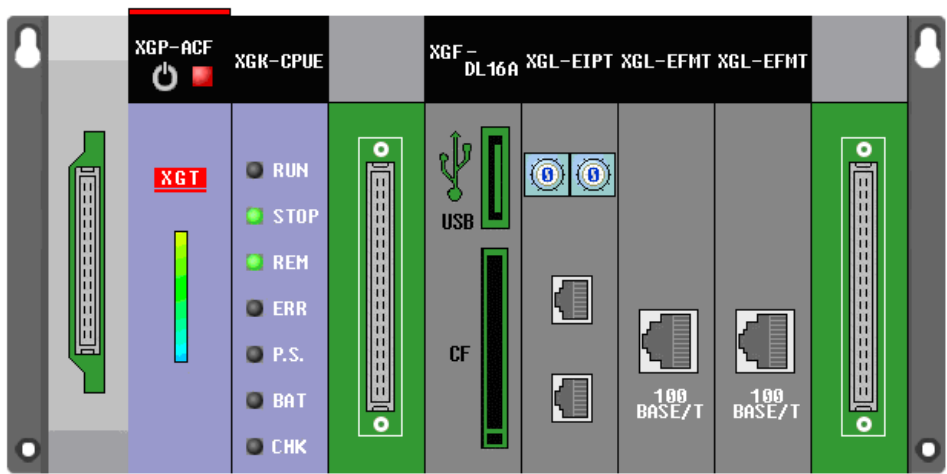 XGP-ACF
XGK-CPUE
XGF-
DL16A
XGL-EIPT
XGL-EFMT
XGL-EFMT
XGT
RUN
STOP
REM
ERR
P.S.
BAT
CHK
USB
CF
0
0
100
BASE/T
100
BASE/T